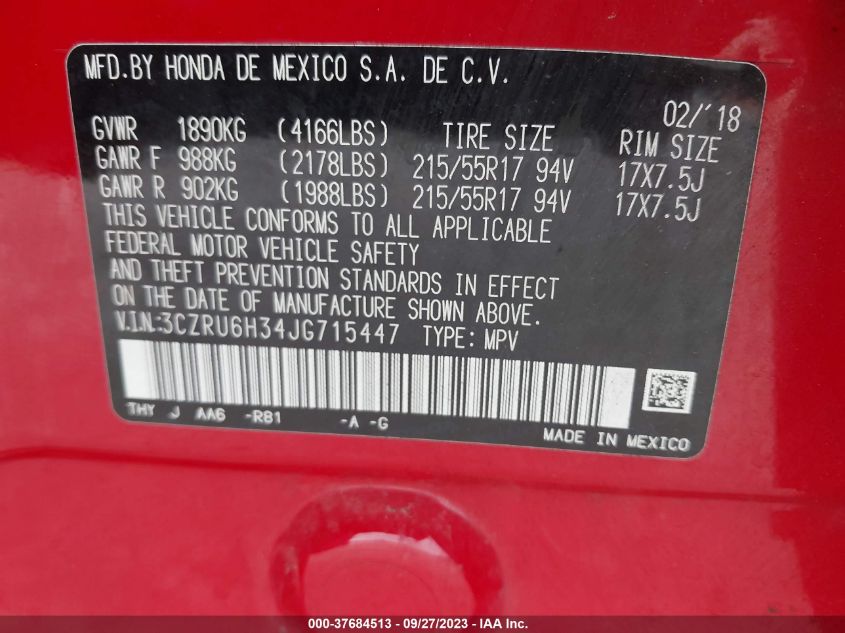 MFD.BY HONDA DE MEXICO S.A. DE C.V.
02/'18
GVWR 1890KG (4166LBS) TIRE SIZE RIM SIZE
GAWR F 988KG (2178LBS) 215/55R17 94V 17X7.5J
GAWR R 902KG (1988LBS) 215/55R17 94V 17X7.5J
THIS VEHICLE CONFORMS TO ALL APPLICABLE
FEDERAL MOTOR VEHICLE SAFETY
AND THEFT PREVENTION STANDARDS IN EFFECT
ON THE DATE OF MANUFACTURE SHOWN ABOVE.
V.I.N:3CZRU6H34JG715447 TYPE: MPV
THY J AA6 -RB1 -A -G
MADE IN MEXICO
000-37684513 / 09/27/2023 - IAA Inc.